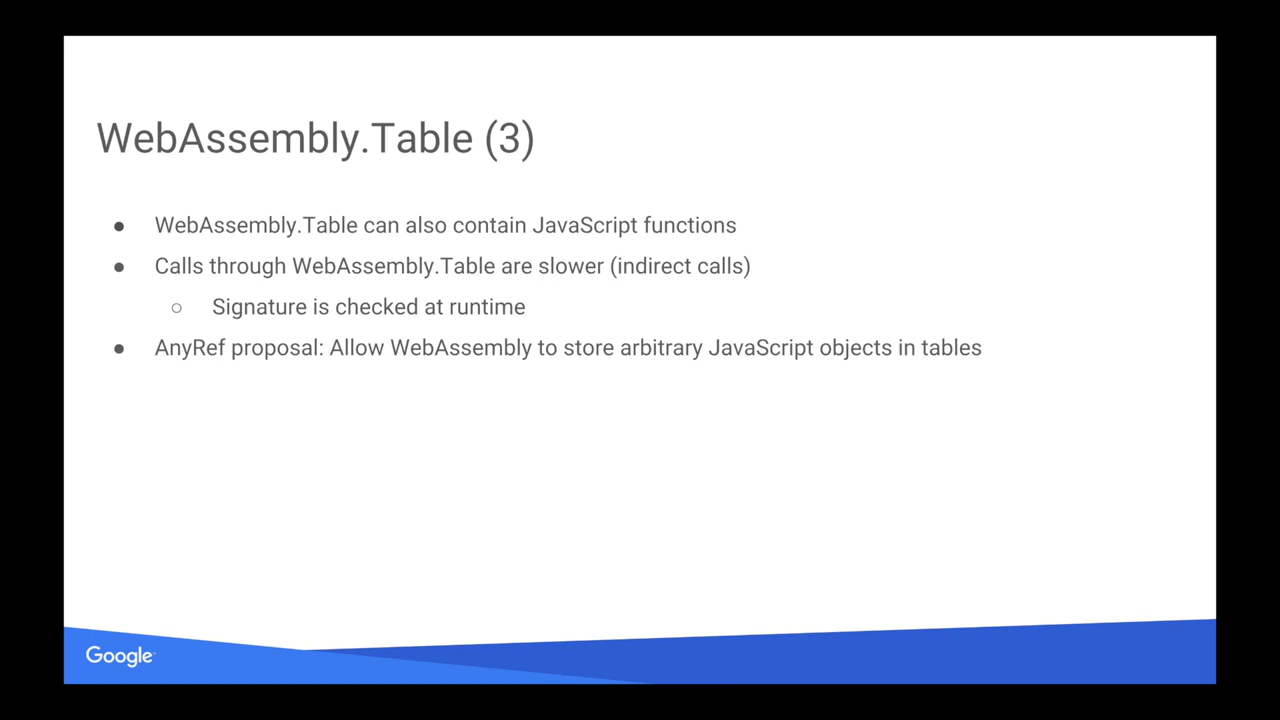 WebAssembly.Table (3)
● WebAssembly.Table can also contain JavaScript functions
● Calls through WebAssembly.Table are slower (indirect calls)
○ Signature is checked at runtime
● AnyRef proposal: Allow WebAssembly to store arbitrary JavaScript objects in tables
Google